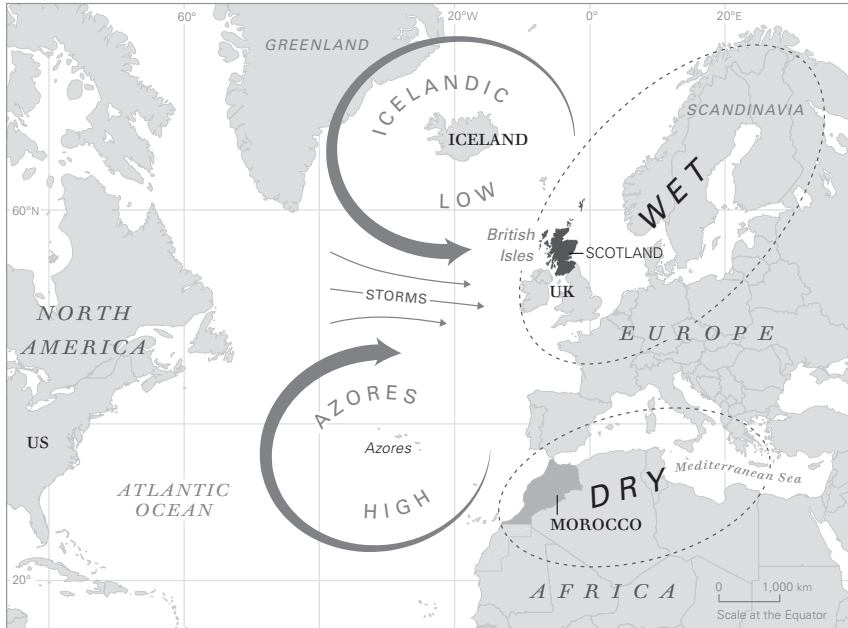 60°
20°W
0°
20°E
GREENLAND
ICELANDIC
LOW
ICELAND
SCANDINAVIA
WET
60°N
British
Isles
SCOTLAND
UK
STORMS
NORTH
AMERICA
EUROPE
AZORES
HIGH
Azores
US
ATLANTIC
OCEAN
Mediterranean Sea
DRY
MOROCCO
AFRICA
20°
0 1,000 km
Scale at the Equator